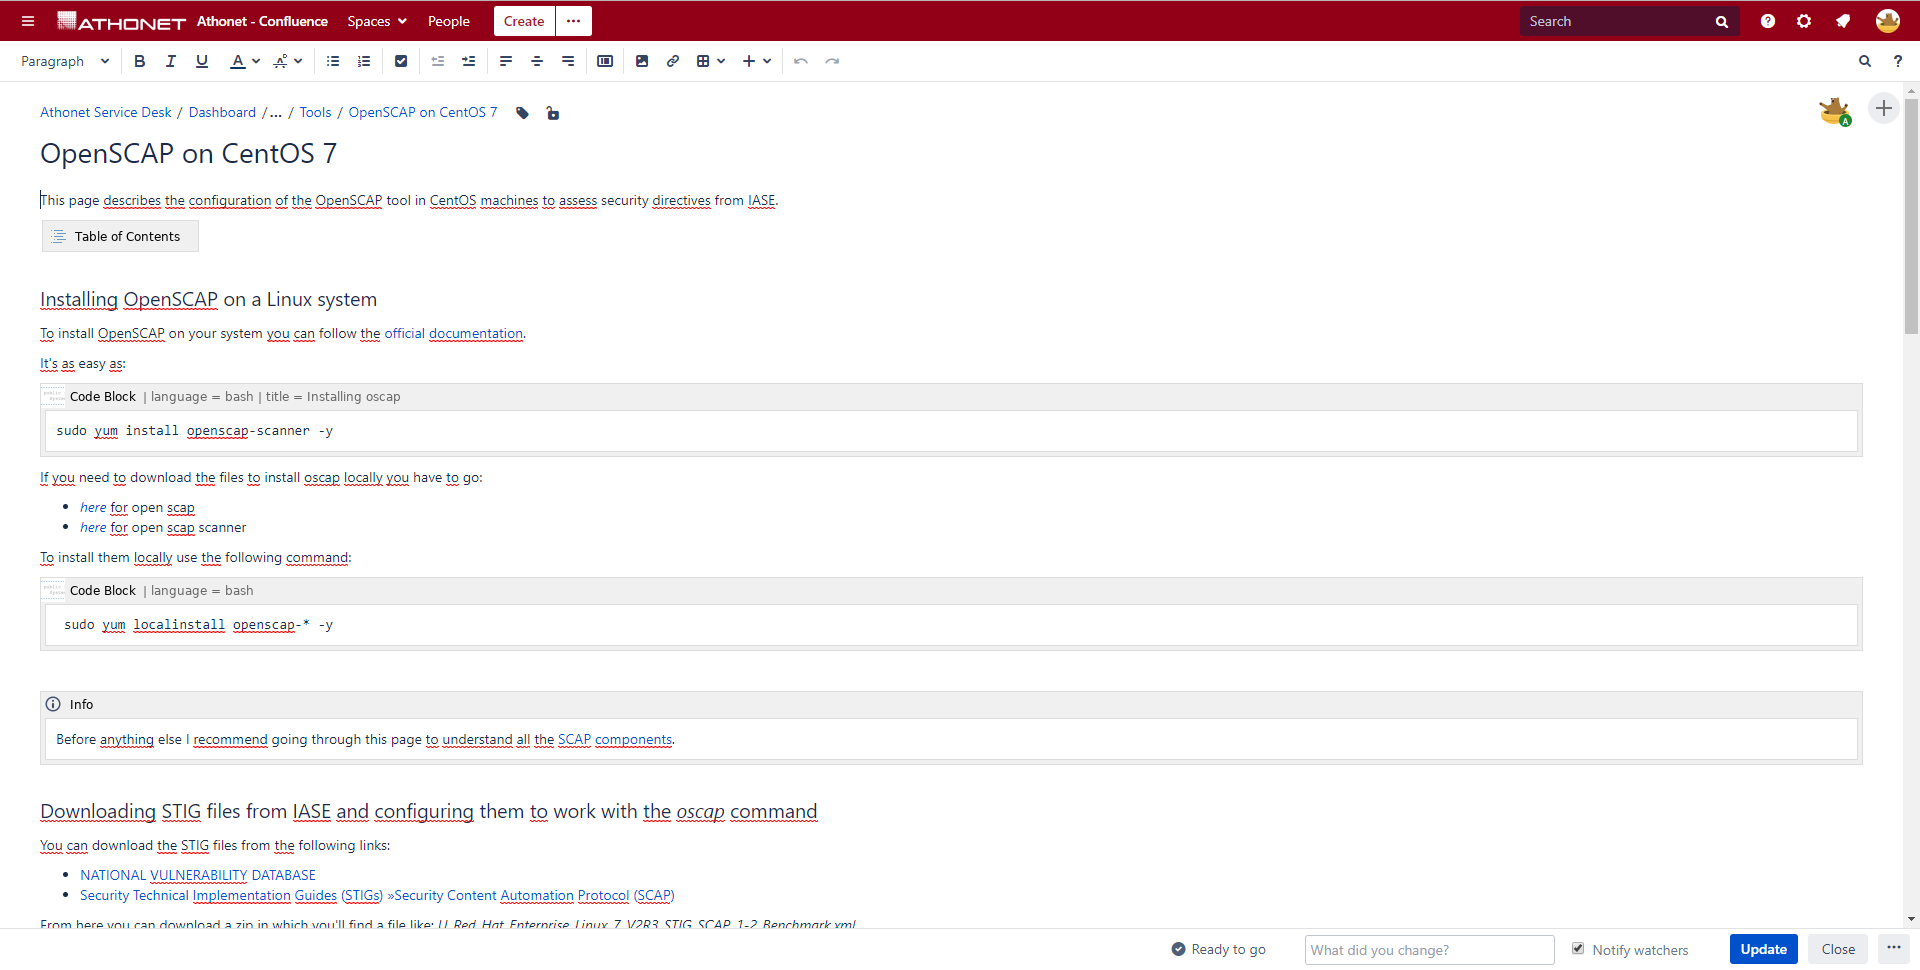 ATHONET Athonet - Confluence Spaces People Create ••• Search
Paragraph B I U A
Athonet Service Desk / Dashboard /... / Tools / OpenSCAP on CentOS 7
OpenSCAP on CentOS 7
This page describes the configuration of the OpenSCAP tool in CentOS machines to assess security directives from IASE.
Table of Contents
Installing OpenSCAP on a Linux system
To install OpenSCAP on your system you can follow the official documentation.
It's as easy as:
Code Block | language = bash | title = Installing oscap
sudo yum install openscap-scanner -y
If you need to download the files to install oscap locally you have to go:
• here for open scap
• here for open scap scanner
To install them locally use the following command:
Code Block | language = bash
sudo yum localinstall openscap-* -y
Info
Before anything else I recommend going through this page to understand all the SCAP components.
Downloading STIG files from IASE and configuring them to work with the oscap command
You can download the STIG files from the following links:
• NATIONAL VULNERABILITY DATABASE
• Security Technical Implementation Guides (STIGs) »Security Content Automation Protocol (SCAP)
From here you can download a zip in which you'll find a file like: U_Red_Hat_Enterprise_Linux_7_V2R3_STIG_SCAP_1-2_Benchmark.xml
Ready to go What did you change? Notify watchers Update Close •••